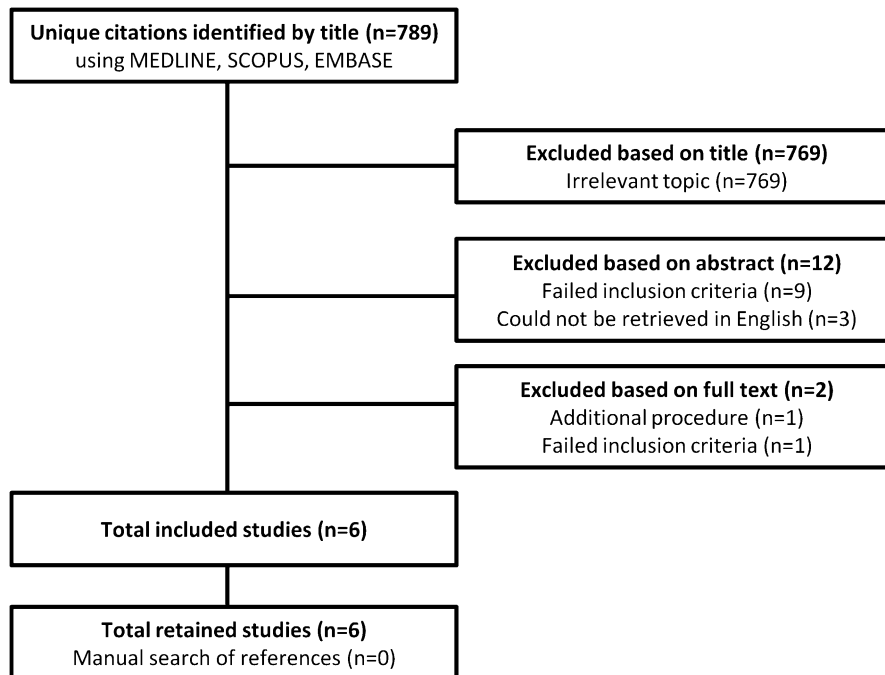 Unique citations identified by title (n=789)
using MEDLINE, SCOPUS, EMBASE
Excluded based on title (n=769)
Irrelevant topic (n=769)
Excluded based on abstract (n=12)
Failed inclusion criteria (n=9)
Could not be retrieved in English (n=3)
Excluded based on full text (n=2)
Additional procedure (n=1)
Failed inclusion criteria (n=1)
Total included studies (n=6)
Total retained studies (n=6)
Manual search of references (n=0)